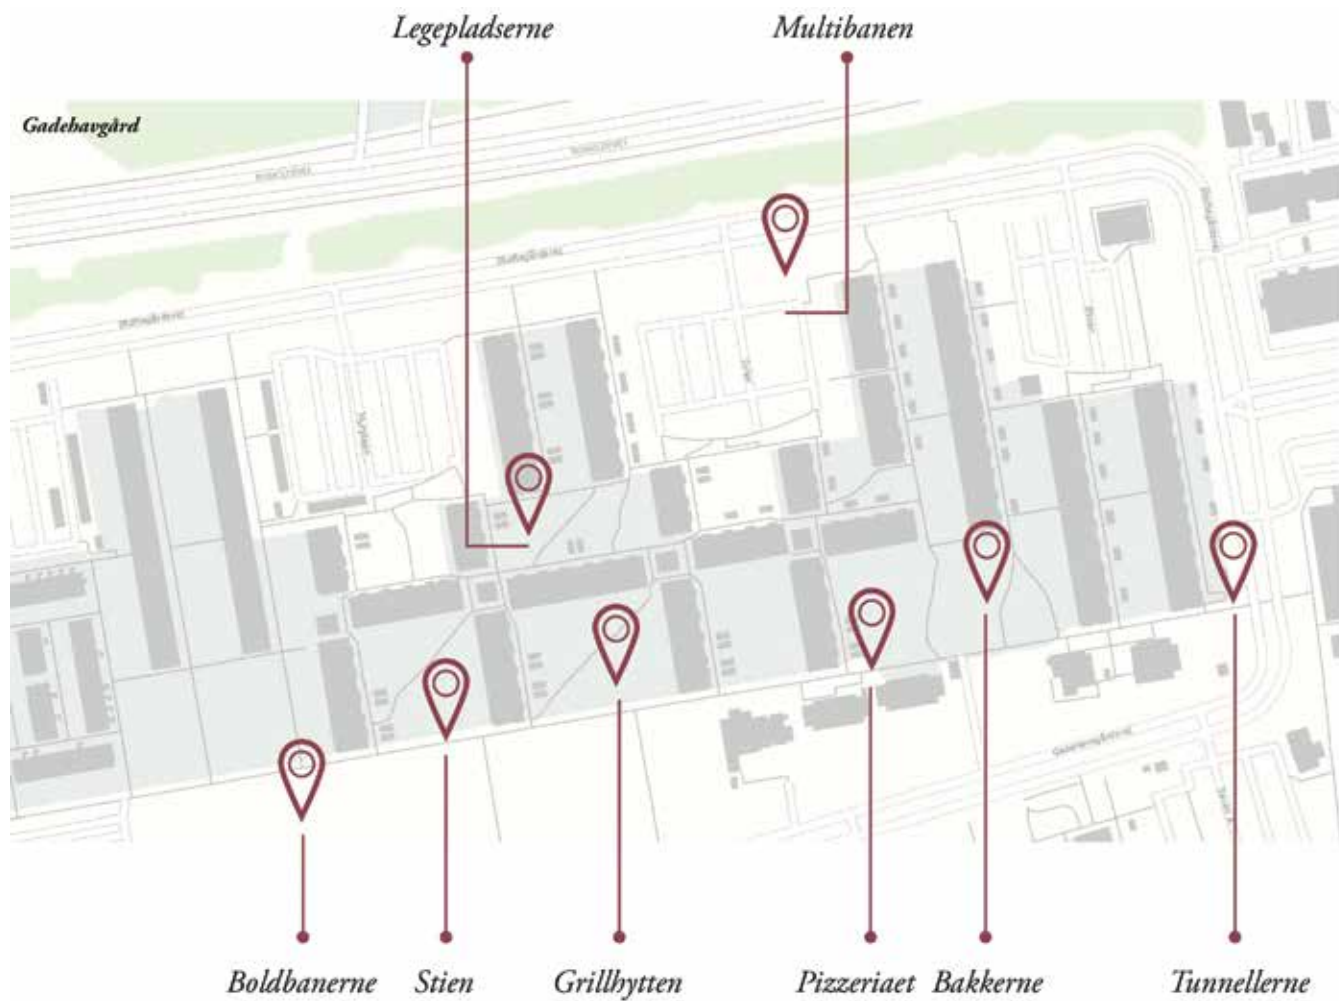 Legepladserne
Multibanen
Gadehavgård
Boldbanerne
Stien
Grillhytten
Pizzeriaet
Bakkerne
Tunnellerne